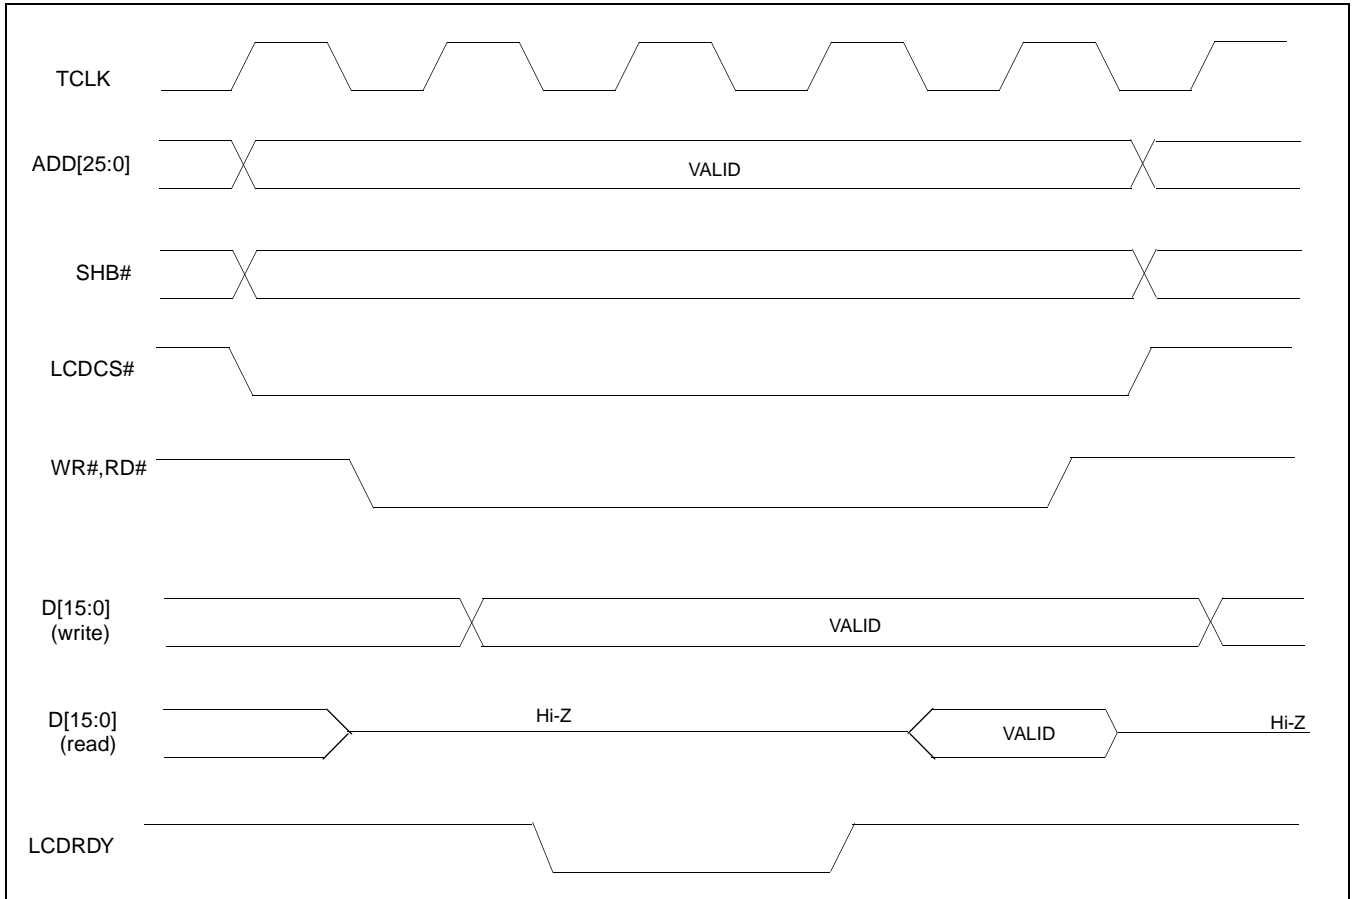 TCLK
ADD[25:0]
VALID
SHB#
LCDCS#
WR#,RD#
D[15:0]
(write)
VALID
D[15:0]
(read)
Hi-Z
VALID
Hi-Z
LCDRDY